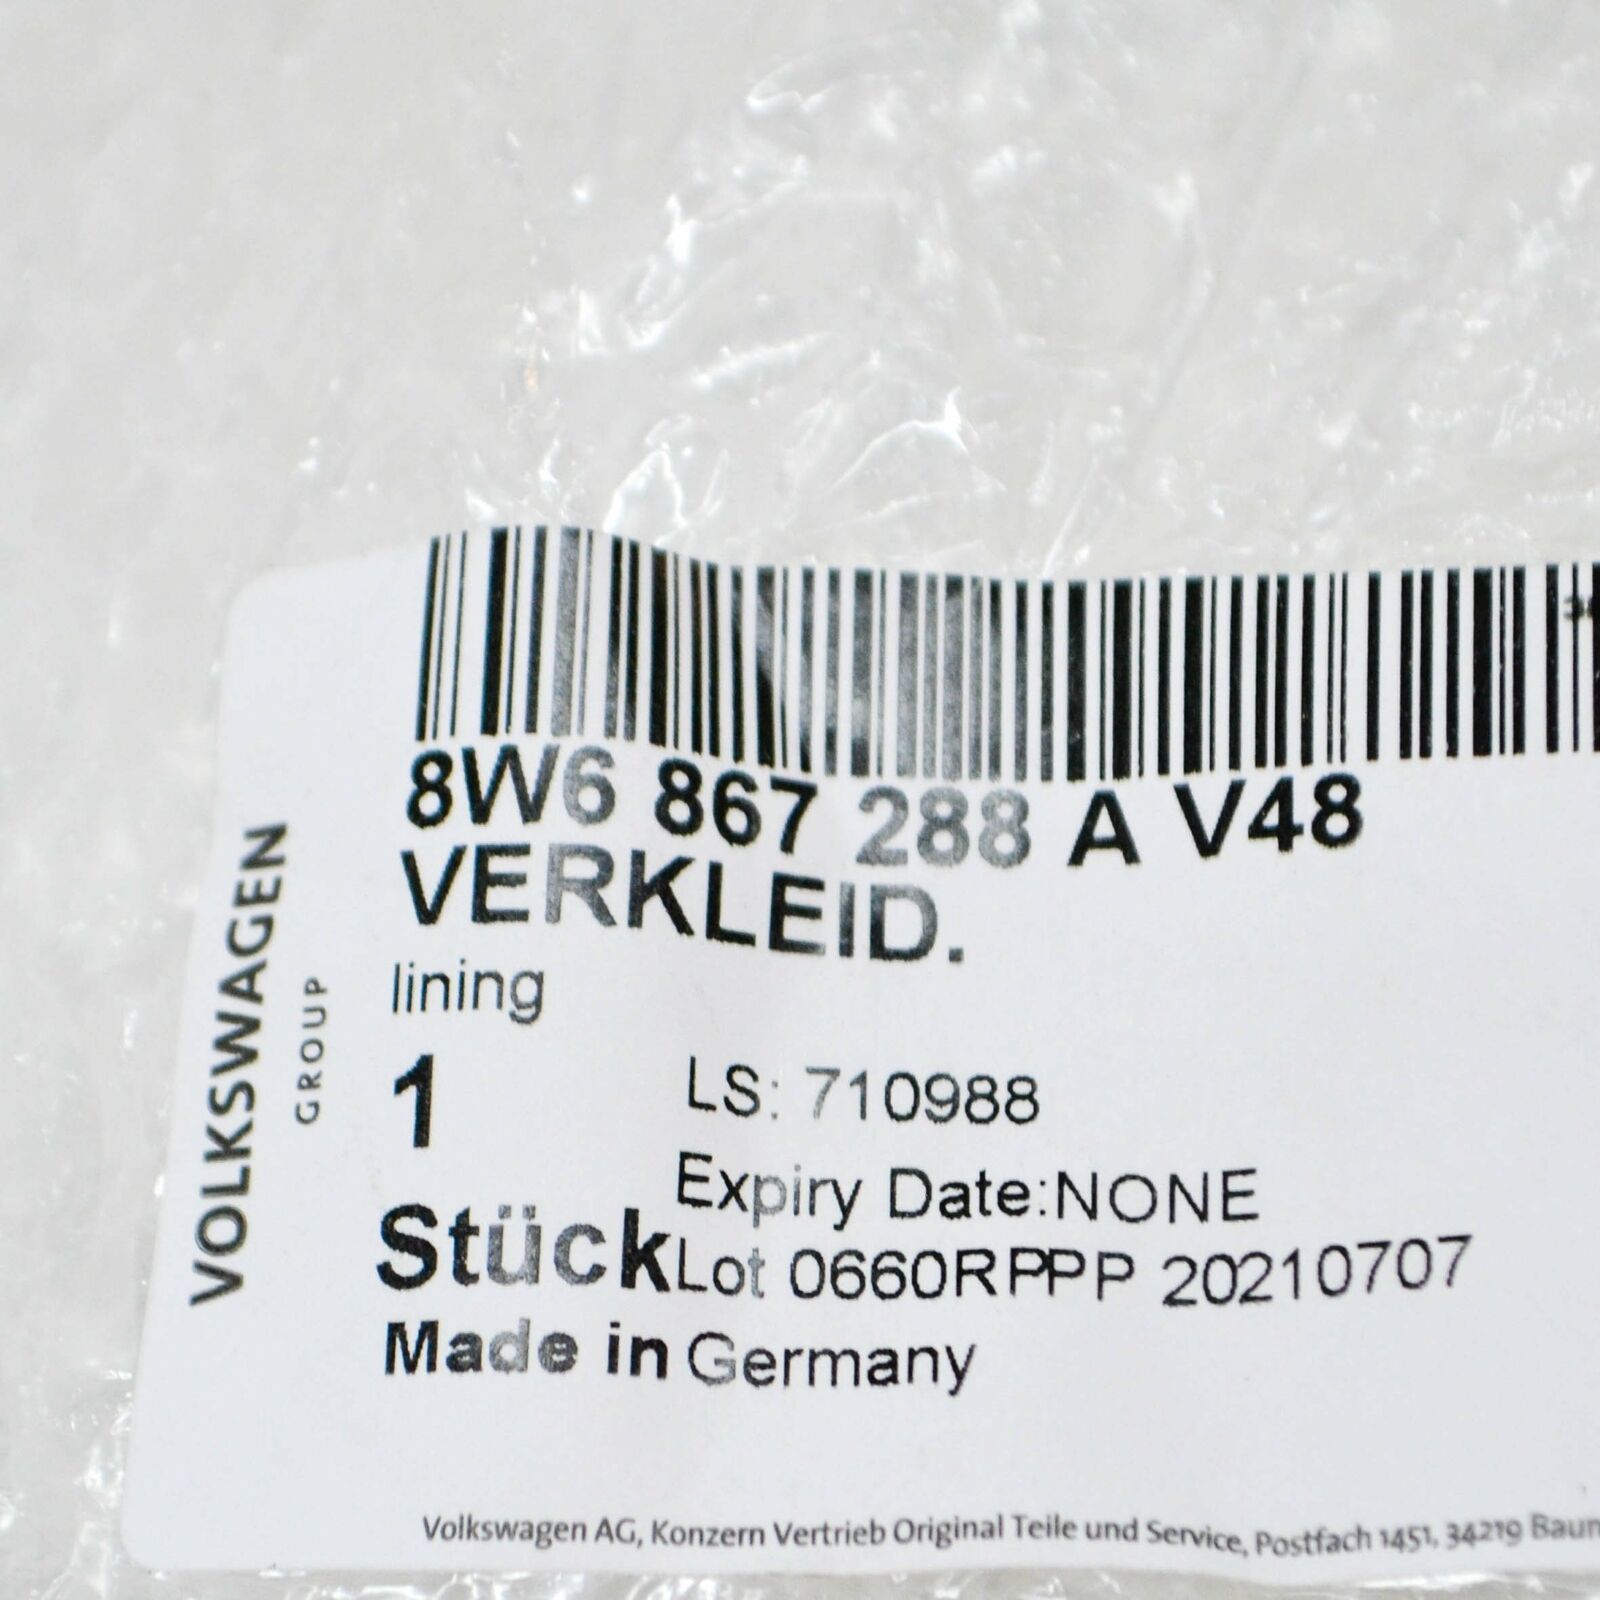 8W6 867 288 A V48
VERKLEID.
lining
1
LS: 710988
Expiry Date:NONE
Stück
Lot 0660RPPP 20210707
Made in Germany
VOLKSWAGEN
GROUP
Volkswagen AG, Konzern Vertrieb Original Teile und Service, Postfach 1451, 34219 Baun